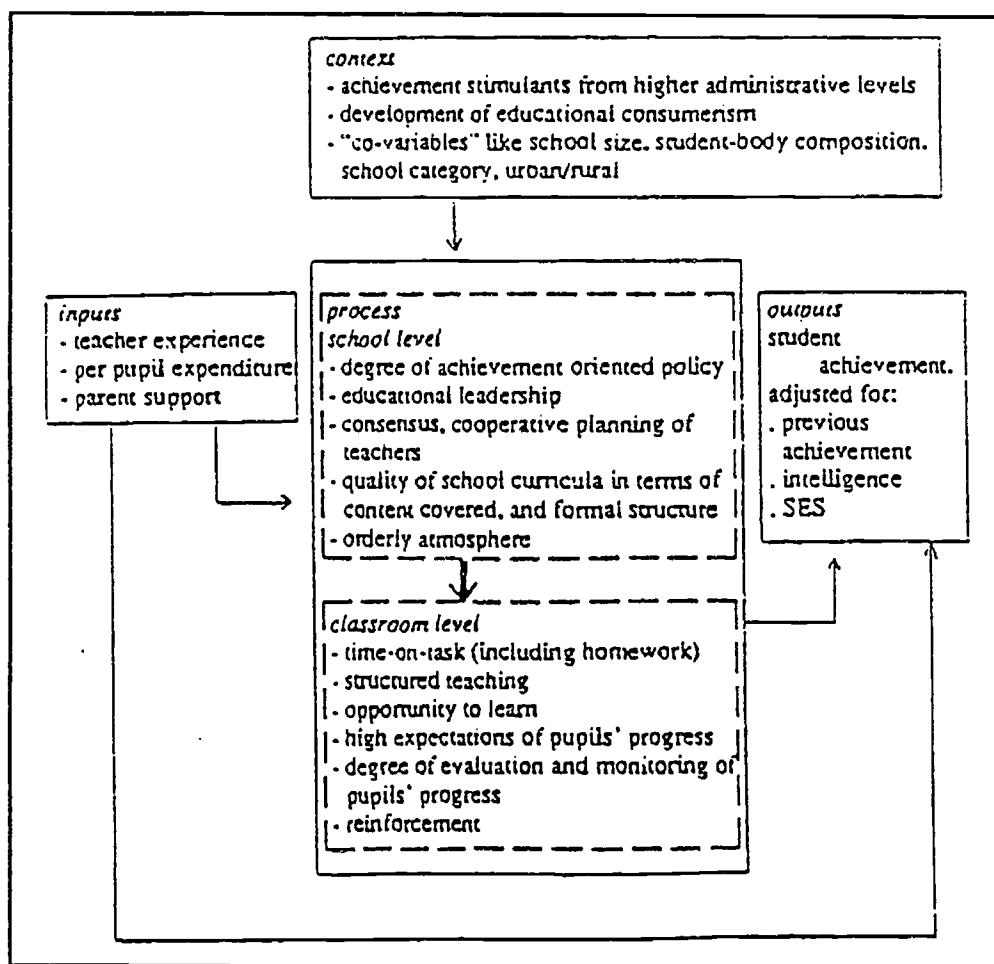 context
- achievement stimulants from higher administrative levels
- development of educational consumerism
- "co-variables" like school size, student-body composition,
school category, urban/rural
inputs
- teacher experience
- per pupil expenditure
- parent support
process
school level
- degree of achievement oriented policy
- educational leadership
- consensus, cooperative planning of
teachers
- quality of school curricula in terms of
content covered, and formal structure
- orderly atmosphere
classroom level
- time-on-task (including homework)
- structured teaching
- opportunity to learn
- high expectations of pupils' progress
- degree of evaluation and monitoring of
pupils' progress
- reinforcement
outputs
student
achievement,
adjusted for:
. previous
achievement
. intelligence
. SES